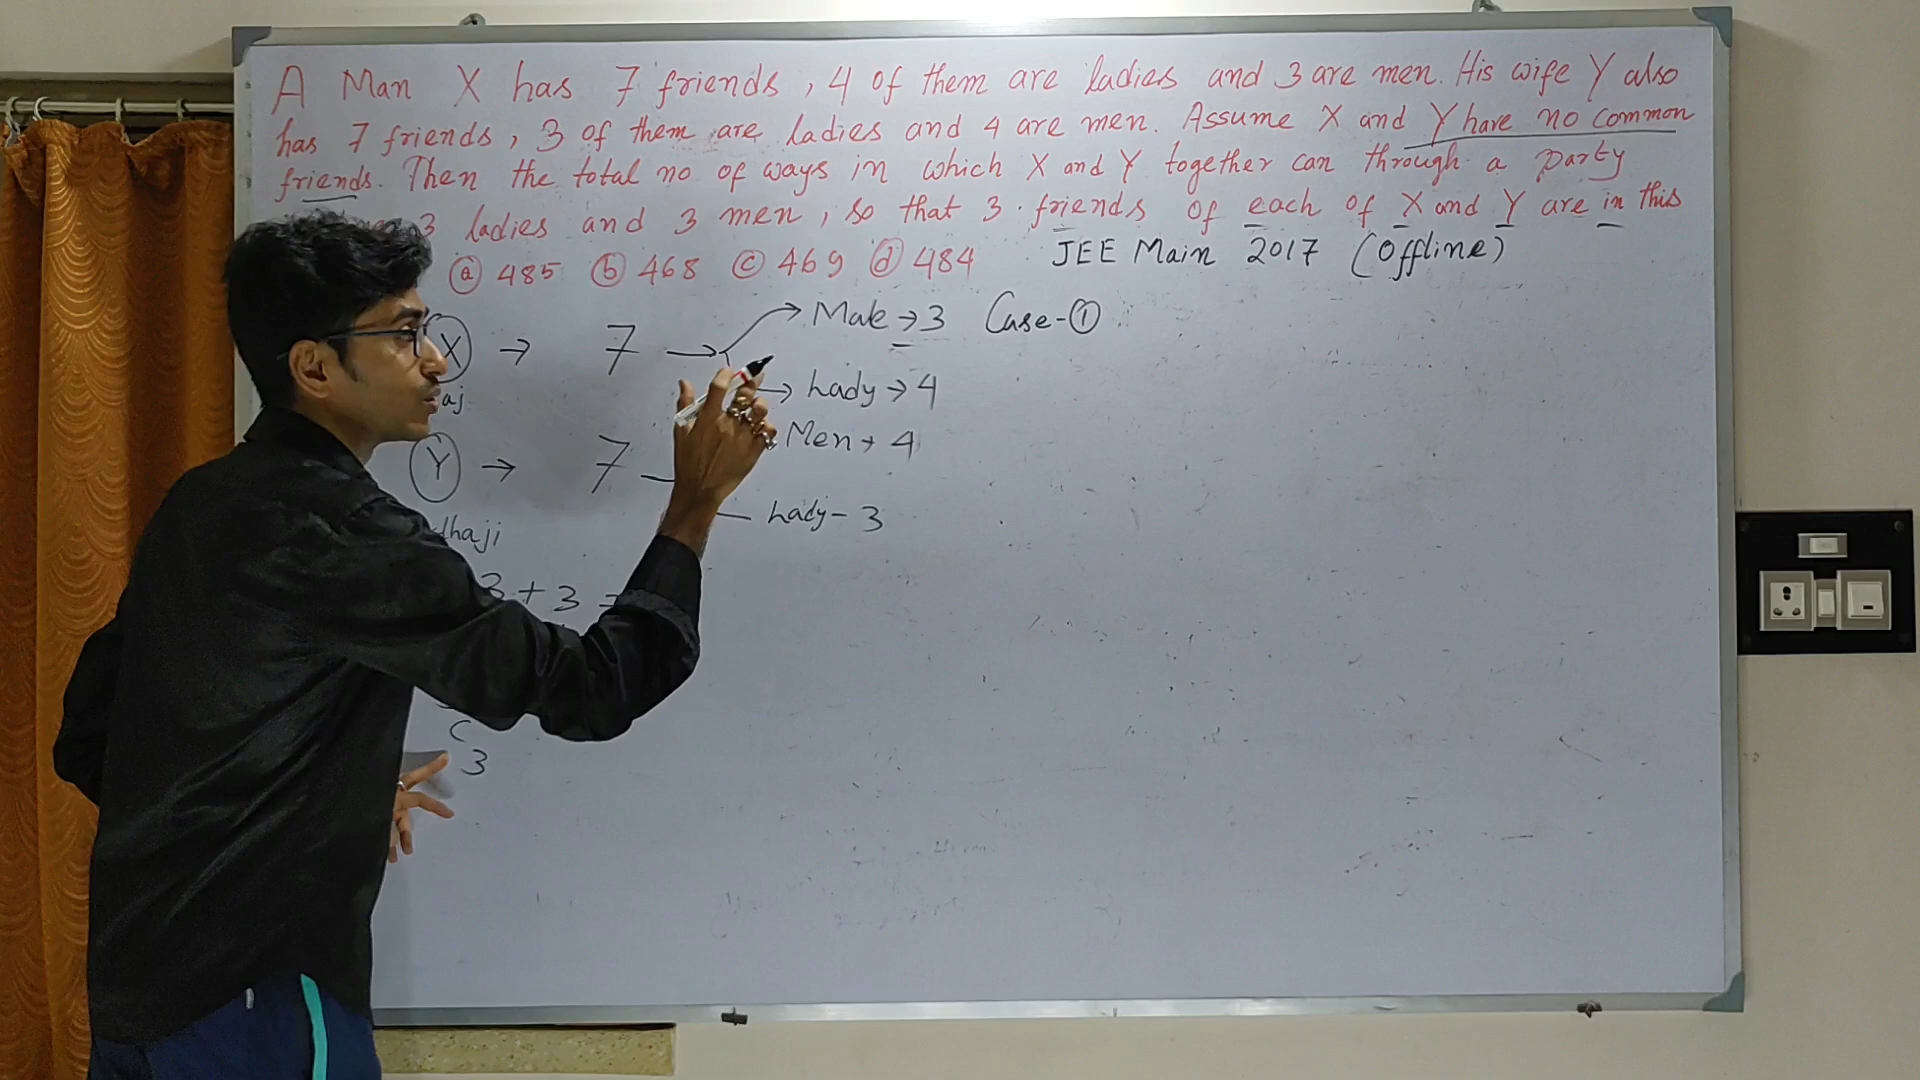 A Man X has 7 friends, 4 of them are ladies and 3 are men. His wife Y also
has 7 friends, 3 of them are ladies and 4 are men. Assume X and Y have no common
friends. Then the total no of ways in which X and Y together can through a party
3 ladies and 3 men, so that 3 friends of each of X and Y are in this
ⓐ 485 ⓑ 468 ⓒ 469 ⓓ 484 JEE Main 2017 (Offline)
X → 7 → Male → 3 Case-①
aj → Lady → 4
Y → 7 Men → 4
dhaji Lady - 3
3 + 3 =
C
3